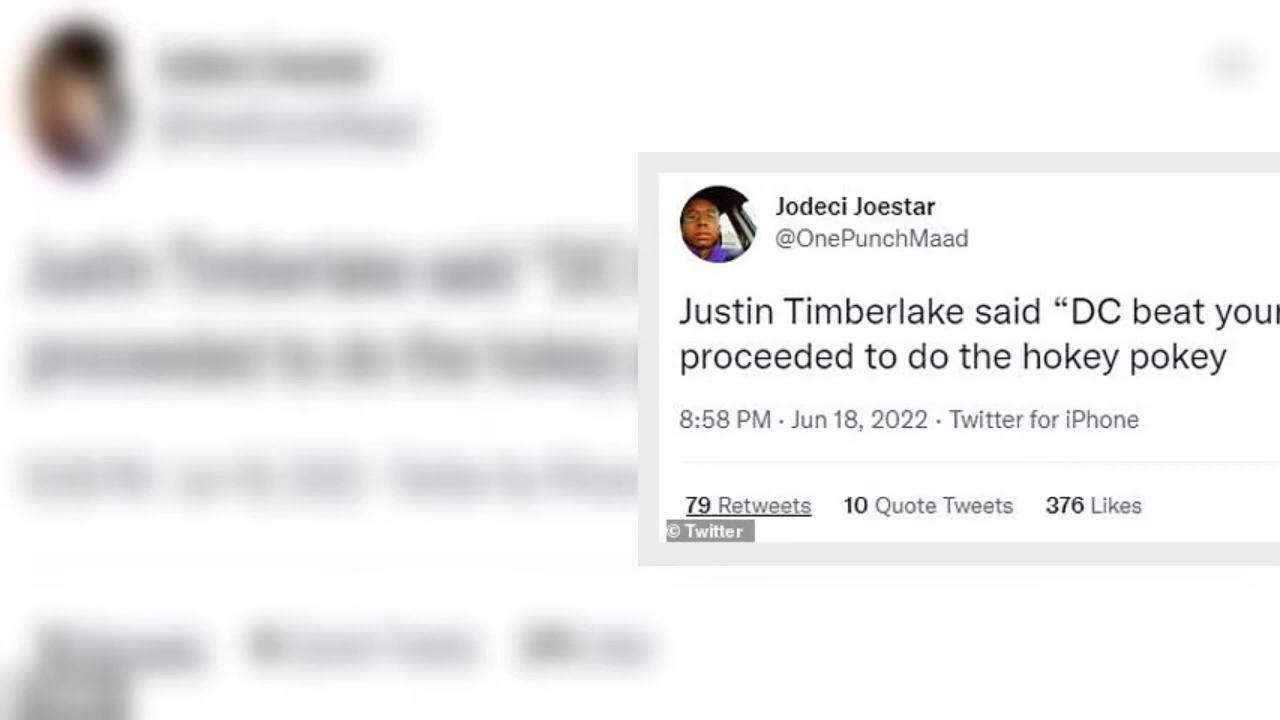 Jodeci Joestar
@OnePunchMaad
Justin Timberlake said “DC beat your
proceeded to do the hokey pokey
8:58 PM · Jun 18, 2022 · Twitter for iPhone
79 Retweets 10 Quote Tweets 376 Likes
© Twitter